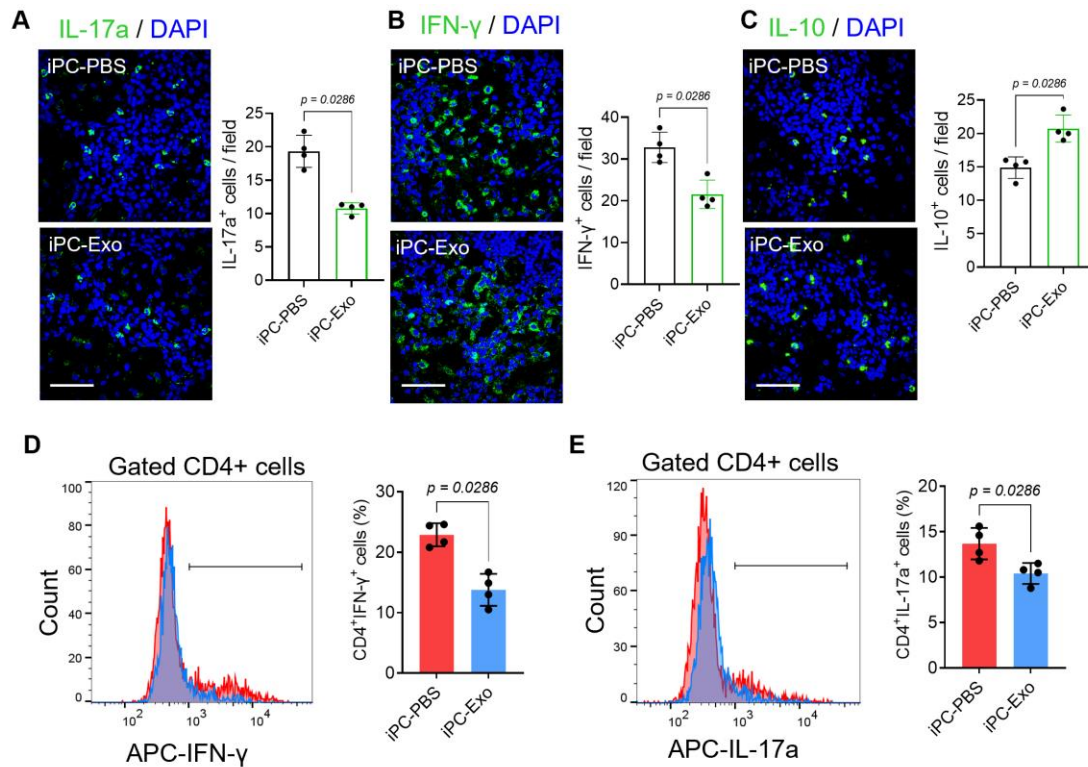 A
IL-17a / DAPI
iPC-PBS
iPC-Exo
p = 0.0286
IL-17a⁺ cells / field
25
20
15
10
5
0
iPC-PBS
iPC-Exo
B
IFN-γ / DAPI
iPC-PBS
iPC-Exo
p = 0.0286
IFN-γ⁺ cells / field
40
30
20
10
0
iPC-PBS
iPC-Exo
C
IL-10 / DAPI
iPC-PBS
iPC-Exo
p = 0.0286
IL-10⁺ cells / field
25
20
15
10
5
0
iPC-PBS
iPC-Exo
D
Gated CD4+ cells
Count
100
80
60
40
20
0
10² 10³ 10⁴
APC-IFN-γ
p = 0.0286
CD4⁺IFN-γ⁺ cells (%)
30
20
10
0
iPC-PBS
iPC-Exo
E
Gated CD4+ cells
Count
120
90
60
30
0
10² 10³ 10⁴
APC-IL-17a
p = 0.0286
CD4⁺IL-17a⁺ cells (%)
20
15
10
5
0
iPC-PBS
iPC-Exo